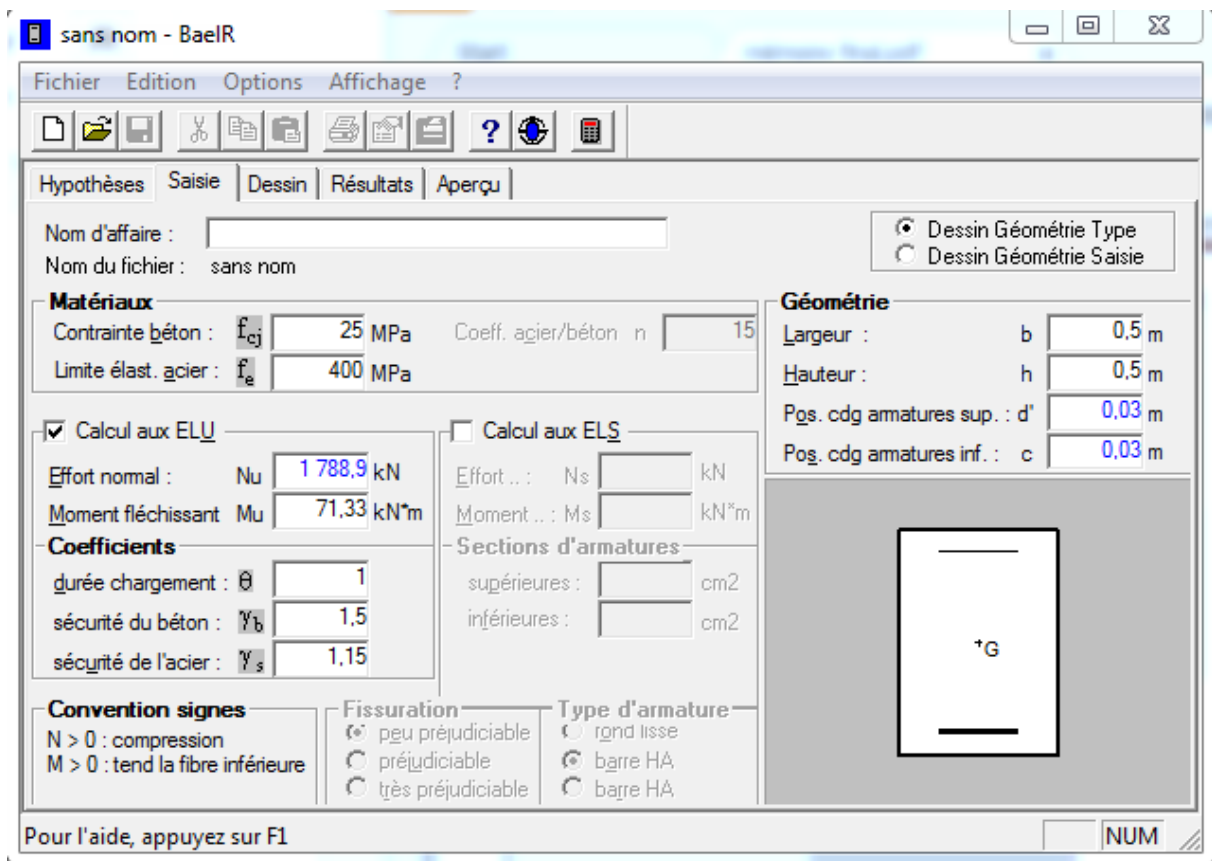 sans nom - BaelR
Fichier Edition Options Affichage ?
Hypothèses Saisie Dessin Résultats Aperçu
Nom d'affaire :
Nom du fichier : sans nom
Dessin Géométrie Type
Dessin Géométrie Saisie
Matériaux
Contrainte béton : fcj 25 MPa Coeff. acier/béton n 15
Limite élast. acier : fe 400 MPa
Géométrie
Largeur : b 0,5 m
Hauteur : h 0,5 m
Pos. cdg armatures sup. : d' 0,03 m
Pos. cdg armatures inf. : c 0,03 m
Calcul aux ELU
Effort normal : Nu 1 788,9 kN
Moment fléchissant Mu 71,33 kN*m
Calcul aux ELS
Effort .. : Ns kN
Moment .. : Ms kN*m
Coefficients
durée chargement : θ 1
sécurité du béton : γb 1,5
sécurité de l'acier : γs 1,15
Sections d'armatures
supérieures : cm2
inférieures : cm2
+G
Convention signes
N > 0 : compression
M > 0 : tend la fibre inférieure
Fissuration
peu préjudiciable
préjudiciable
très préjudiciable
Type d'armature
rond lisse
barre HA
barre HA
Pour l'aide, appuyez sur F1 NUM